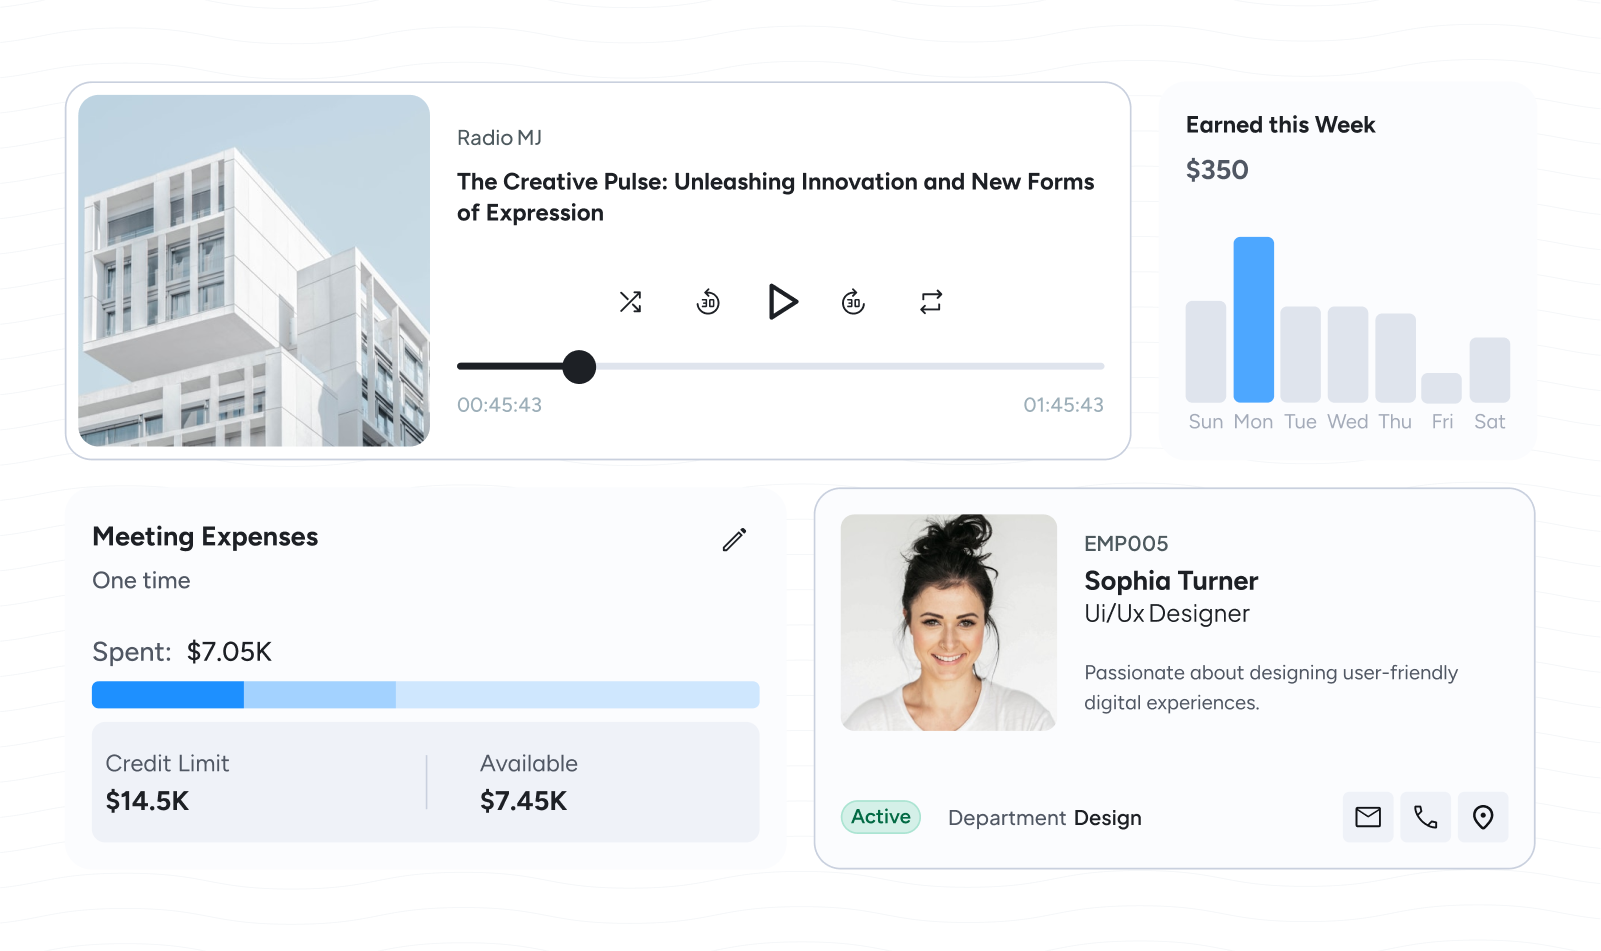 Radio MJ
The Creative Pulse: Unleashing Innovation and New Forms
of Expression
30
30
00:45:43
01:45:43
Earned this Week
$350
Sun Mon Tue Wed Thu Fri Sat
Meeting Expenses
One time
Spent: $7.05K
Credit Limit
$14.5K
Available
$7.45K
EMP005
Sophia Turner
Ui/Ux Designer
Passionate about designing user-friendly
digital experiences.
Active
Department Design